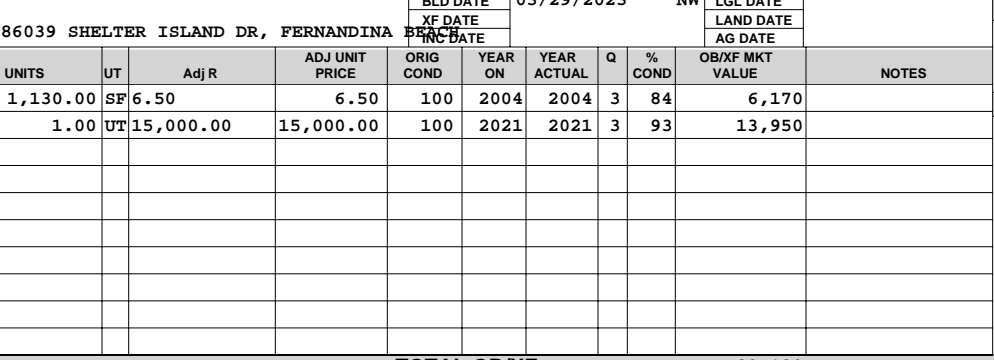 BLD DATE 03/29/2023 NW LGL DATE
XF DATE LAND DATE
86039 SHELTER ISLAND DR, FERNANDINA BEACH
INC DATE AG DATE
UNITS UT Adj R ADJ UNIT PRICE ORIG COND YEAR ON YEAR ACTUAL Q % COND OB/XF MKT VALUE NOTES
1,130.00 SF 6.50 6.50 100 2004 2004 3 84 6,170
1.00 UT 15,000.00 15,000.00 100 2021 2021 3 93 13,950
TOTAL OB/XF